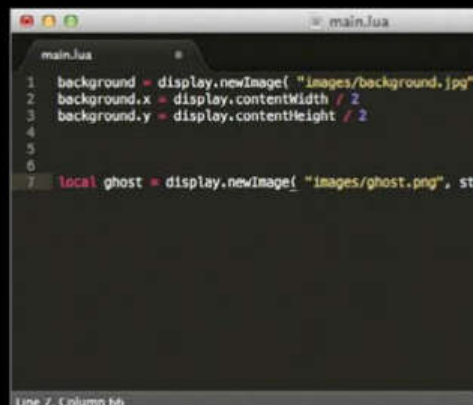 main.lua
main.lua
1 background = display.newImage( "images/background.jpg"
2 background.x = display.contentWidth / 2
3 background.y = display.contentHeight / 2
4
5
6
7 local ghost = display.newImage( "images/ghost.png", st
Line 7, Column 66